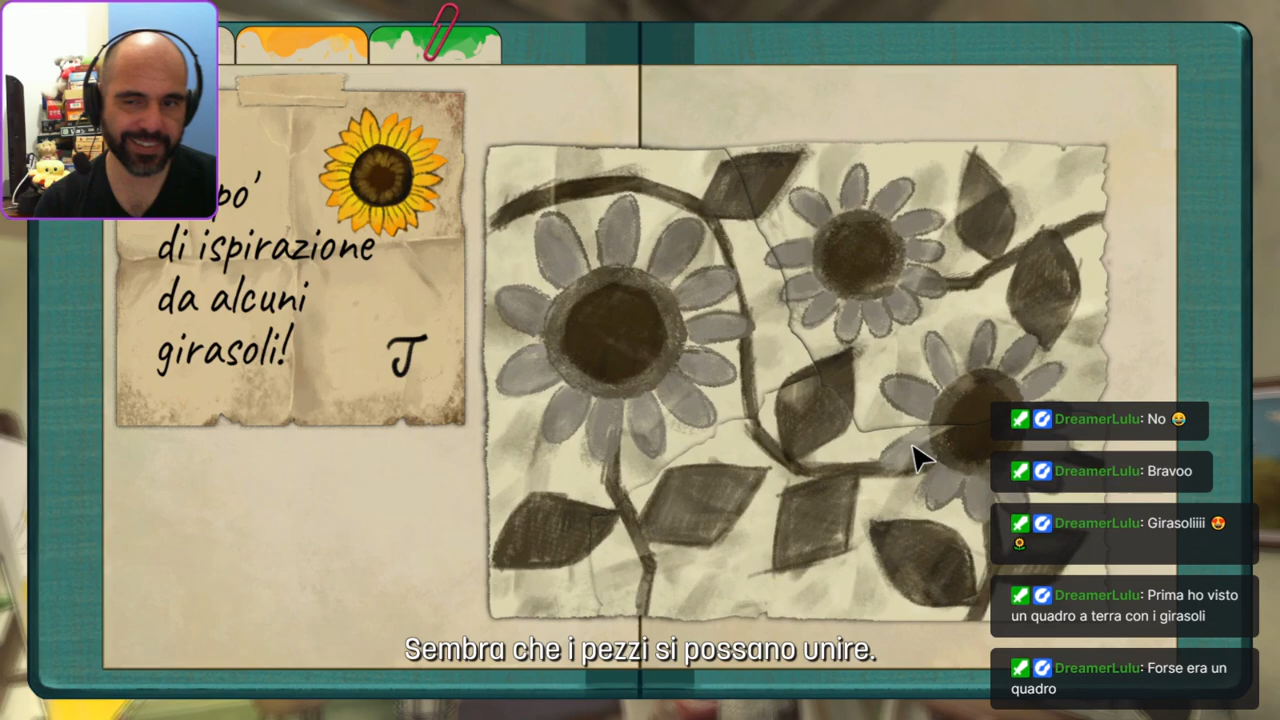 po'
di ispirazione
da alcuni
girasoli!
J
DreamerLulu: No 😂
DreamerLulu: Bravoo
DreamerLulu: Girasoliiii 😍
🌻
DreamerLulu: Prima ho visto
un quadro a terra con i girasoli
DreamerLulu: Forse era un
quadro
Sembra che i pezzi si possano unire.